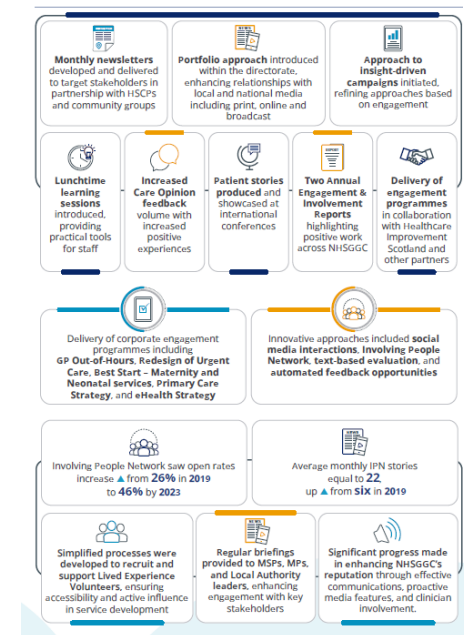 Monthly newsletters
developed and delivered
to target stakeholders in
partnership with HSCPs
and community groups
Portfolio approach introduced
within the directorate,
enhancing relationships with
local and national media
including print, online and
broadcast
Approach to
insight-driven
campaigns initiated,
refining approaches based
on engagement
Lunchtime
learning
sessions
introduced,
providing
practical tools
for staff
Increased
Care Opinion
feedback
volume with
increased
positive
experiences
Patient stories
produced and
showcased at
international
conferences
Two Annual
Engagement &
Involvement
Reports
highlighting
positive work
across NHSGGC
Delivery of
engagement
programmes
in collaboration
with Healthcare
Improvement
Scotland and
other partners
Delivery of corporate engagement
programmes including
GP Out-of-Hours, Redesign of Urgent
Care, Best Start – Maternity and
Neonatal services, Primary Care
Strategy, and eHealth Strategy
Innovative approaches included social
media interactions, Involving People
Network, text-based evaluation, and
automated feedback opportunities
Involving People Network saw open rates
increase ▲ from 26% in 2019
to 46% by 2023
Average monthly IPN stories
equal to 22,
up ▲ from six in 2019
Simplified processes were
developed to recruit and
support Lived Experience
Volunteers, ensuring
accessibility and active influence
in service development
NEWS
Regular briefings
provided to MSPs, MPs,
and Local Authority
leaders, enhancing
engagement with key
stakeholders
Significant progress made
in enhancing NHSGGC's
reputation through effective
communications, proactive
media features, and clinician
involvement.